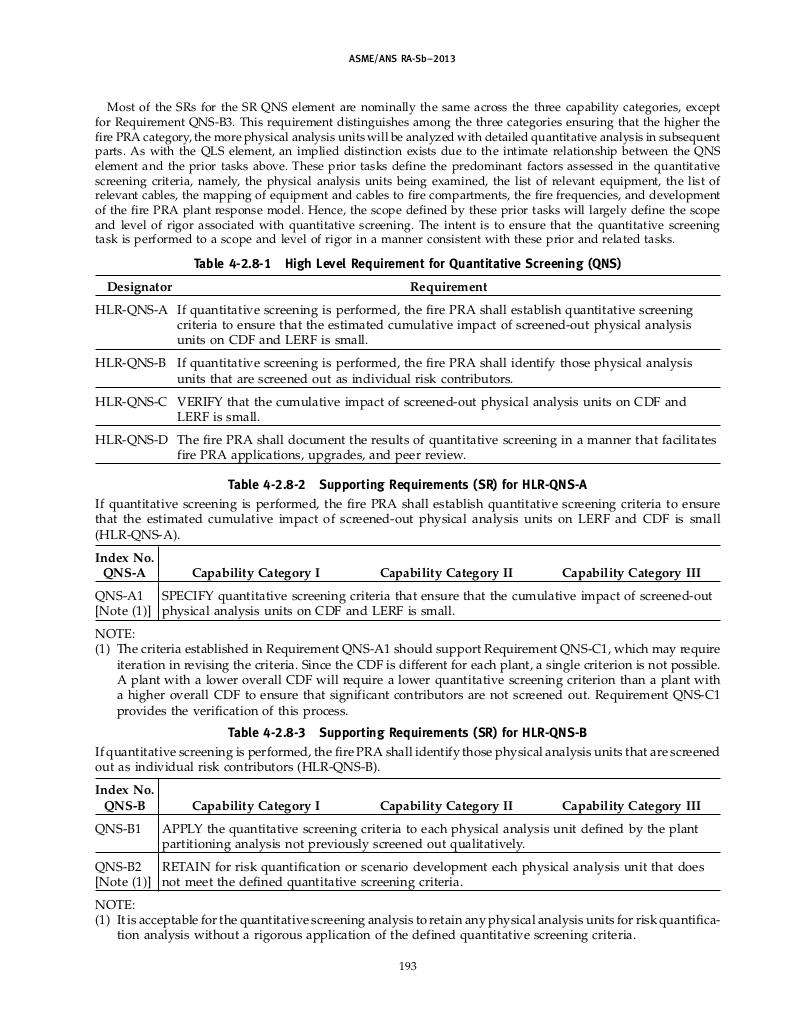 ASME/ANS RA-Sb–2013
Most of the SRs for the SR QNS element are nominally the same across the three capability categories, except
for Requirement QNS-B3. This requirement distinguishes among the three categories ensuring that the higher the
fire PRA category, the more physical analysis units will be analyzed with detailed quantitative analysis in subsequent
parts. As with the QLS element, an implied distinction exists due to the intimate relationship between the QNS
element and the prior tasks above. These prior tasks define the predominant factors assessed in the quantitative
screening criteria, namely, the physical analysis units being examined, the list of relevant equipment, the list of
relevant cables, the mapping of equipment and cables to fire compartments, the fire frequencies, and development
of the fire PRA plant response model. Hence, the scope defined by these prior tasks will largely define the scope
and level of rigor associated with quantitative screening. The intent is to ensure that the quantitative screening
task is performed to a scope and level of rigor in a manner consistent with these prior and related tasks.
Table 4-2.8-1 High Level Requirement for Quantitative Screening (QNS)
Designator Requirement
HLR-QNS-A If quantitative screening is performed, the fire PRA shall establish quantitative screening
criteria to ensure that the estimated cumulative impact of screened-out physical analysis
units on CDF and LERF is small.
HLR-QNS-B If quantitative screening is performed, the fire PRA shall identify those physical analysis
units that are screened out as individual risk contributors.
HLR-QNS-C VERIFY that the cumulative impact of screened-out physical analysis units on CDF and
LERF is small.
HLR-QNS-D The fire PRA shall document the results of quantitative screening in a manner that facilitates
fire PRA applications, upgrades, and peer review.
Table 4-2.8-2 Supporting Requirements (SR) for HLR-QNS-A
If quantitative screening is performed, the fire PRA shall establish quantitative screening criteria to ensure
that the estimated cumulative impact of screened-out physical analysis units on LERF and CDF is small
(HLR-QNS-A).
Index No.
QNS-A Capability Category I Capability Category II Capability Category III
QNS-A1 SPECIFY quantitative screening criteria that ensure that the cumulative impact of screened-out
[Note (1)] physical analysis units on CDF and LERF is small.
NOTE:
(1) The criteria established in Requirement QNS-A1 should support Requirement QNS-C1, which may require
iteration in revising the criteria. Since the CDF is different for each plant, a single criterion is not possible.
A plant with a lower overall CDF will require a lower quantitative screening criterion than a plant with
a higher overall CDF to ensure that significant contributors are not screened out. Requirement QNS-C1
provides the verification of this process.
Table 4-2.8-3 Supporting Requirements (SR) for HLR-QNS-B
If quantitative screening is performed, the fire PRA shall identify those physical analysis units that are screened
out as individual risk contributors (HLR-QNS-B).
Index No.
QNS-B Capability Category I Capability Category II Capability Category III
QNS-B1 APPLY the quantitative screening criteria to each physical analysis unit defined by the plant
partitioning analysis not previously screened out qualitatively.
QNS-B2 RETAIN for risk quantification or scenario development each physical analysis unit that does
[Note (1)] not meet the defined quantitative screening criteria.
NOTE:
(1) It is acceptable for the quantitative screening analysis to retain any physical analysis units for risk quantifica-
tion analysis without a rigorous application of the defined quantitative screening criteria.
193